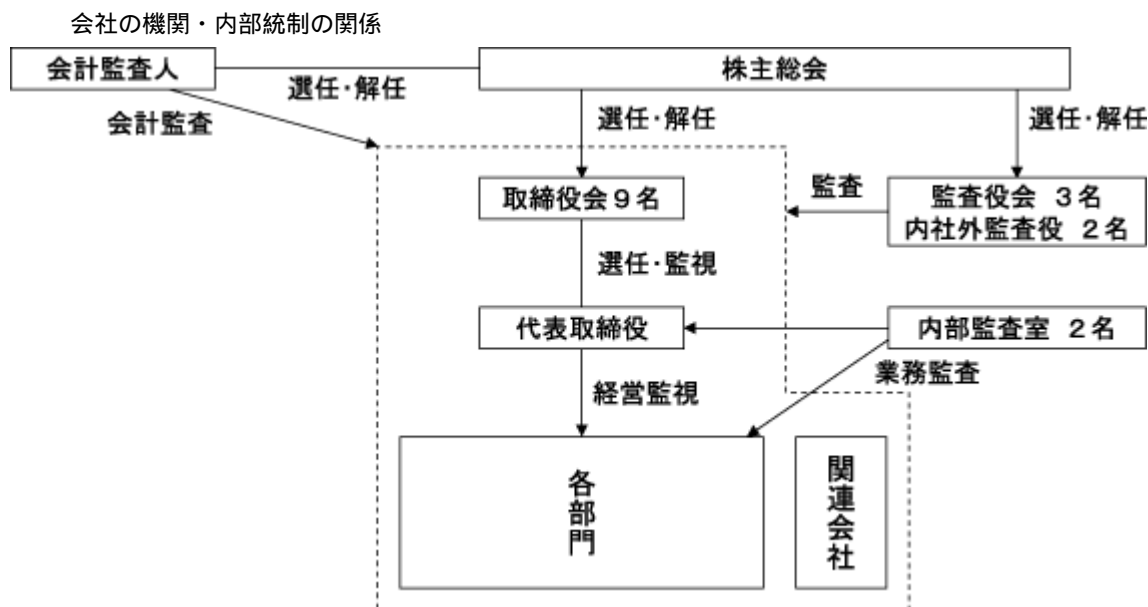 会社の機関・内部統制の関係
会計監査人
株主総会
選任・解任
会計監査
選任・解任
選任・解任
取締役会９名
監査
監査役会 ３名
内社外監査役 ２名
選任・監視
代表取締役
内部監査室 ２名
業務監査
経営監視
各部門
関連会社